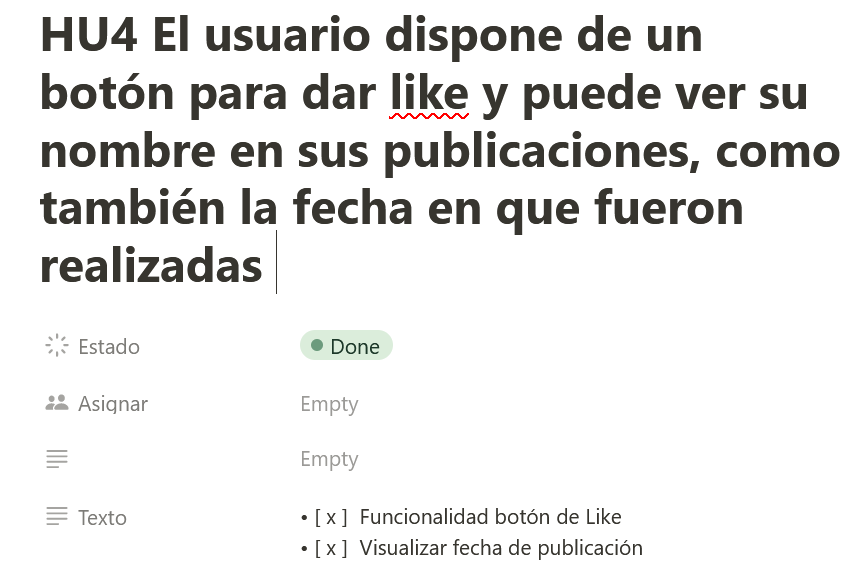 HU4 El usuario dispone de un
botón para dar like y puede ver su
nombre en sus publicaciones, como
también la fecha en que fueron
realizadas
Estado Done
Asignar Empty
Empty
Texto • [ x ] Funcionalidad botón de Like
• [ x ] Visualizar fecha de publicación